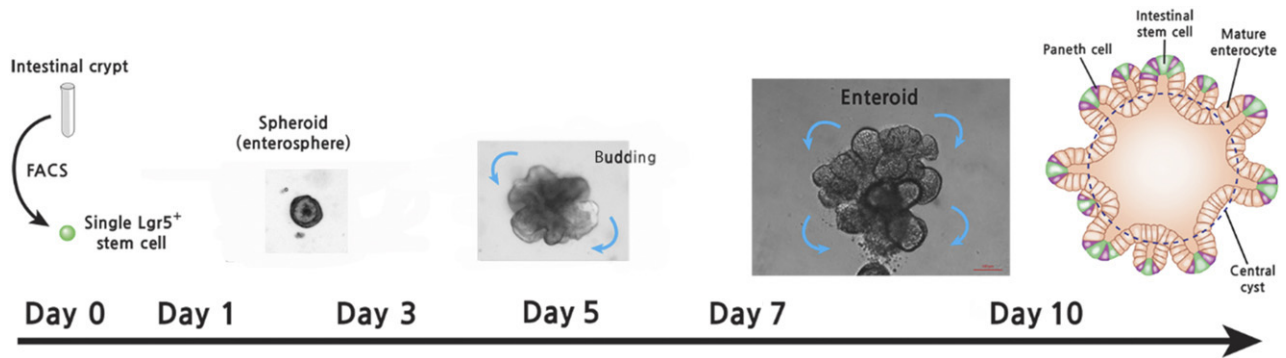 Intestinal crypt
FACS
Single Lgr5+
stem cell
Spheroid
(enterosphere)
Budding
Enteroid
Intestinal
stem cell
Paneth cell
Mature
enterocyte
Central
cyst
Day 0
Day 1
Day 3
Day 5
Day 7
Day 10